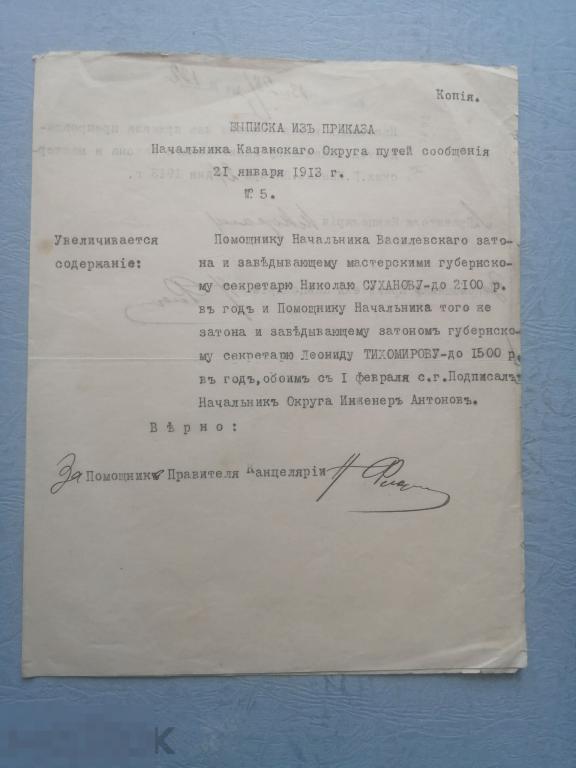 Копія.
ВЫПИСКА ИЗЪ ПРИКАЗА
Начальника Казанскаго Округа путей сообщенія
21 января 1913 г.
№ 5.
Увеличивается
содержаніе:
Помощнику Начальника Василевскаго зато-
на и завѣдывающему мастерскими губернско-
му секретарю Николаю СУХАНОВУ-до 2100 р.
въ годъ и Помощнику Начальника того же
затона и завѣдывающему затономъ губернско-
му секретарю Леониду ТИХОМИРОВУ-до 1500 р.
въ годъ, обоимъ съ I февраля с.г. Подписалъ
Начальникъ Округа Инженеръ Антоновъ.
Вѣрно:
За Помощника Правителя Канцеляріи